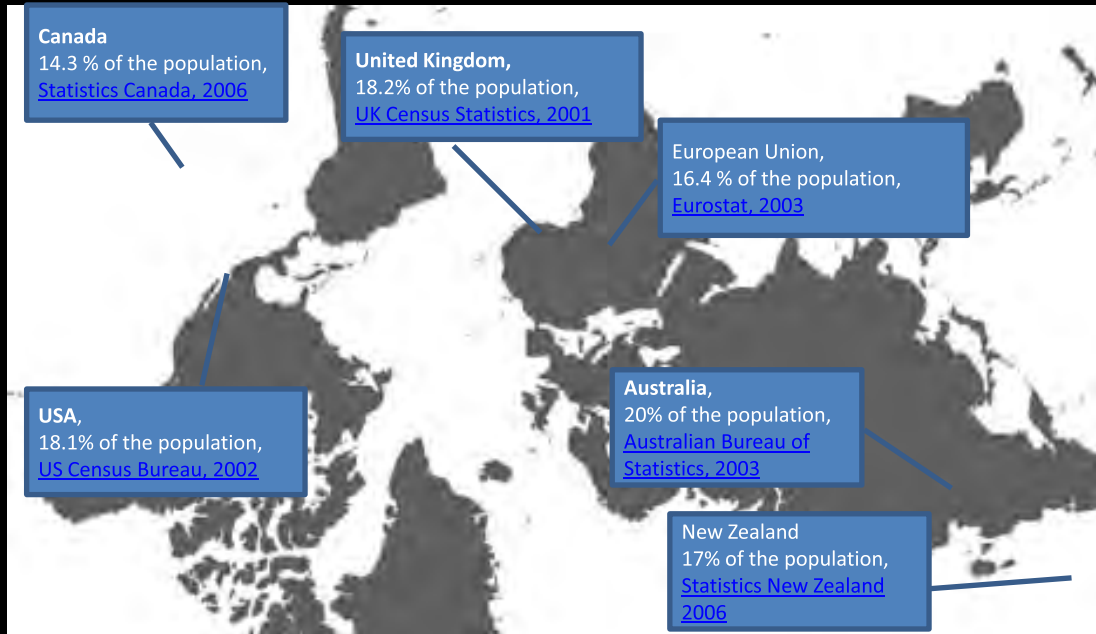 Canada
14.3 % of the population,
Statistics Canada, 2006
United Kingdom,
18.2% of the population,
UK Census Statistics, 2001
European Union,
16.4 % of the population,
Eurostat, 2003
USA,
18.1% of the population,
US Census Bureau, 2002
Australia,
20% of the population,
Australian Bureau of
Statistics, 2003
New Zealand
17% of the population,
Statistics New Zealand
2006